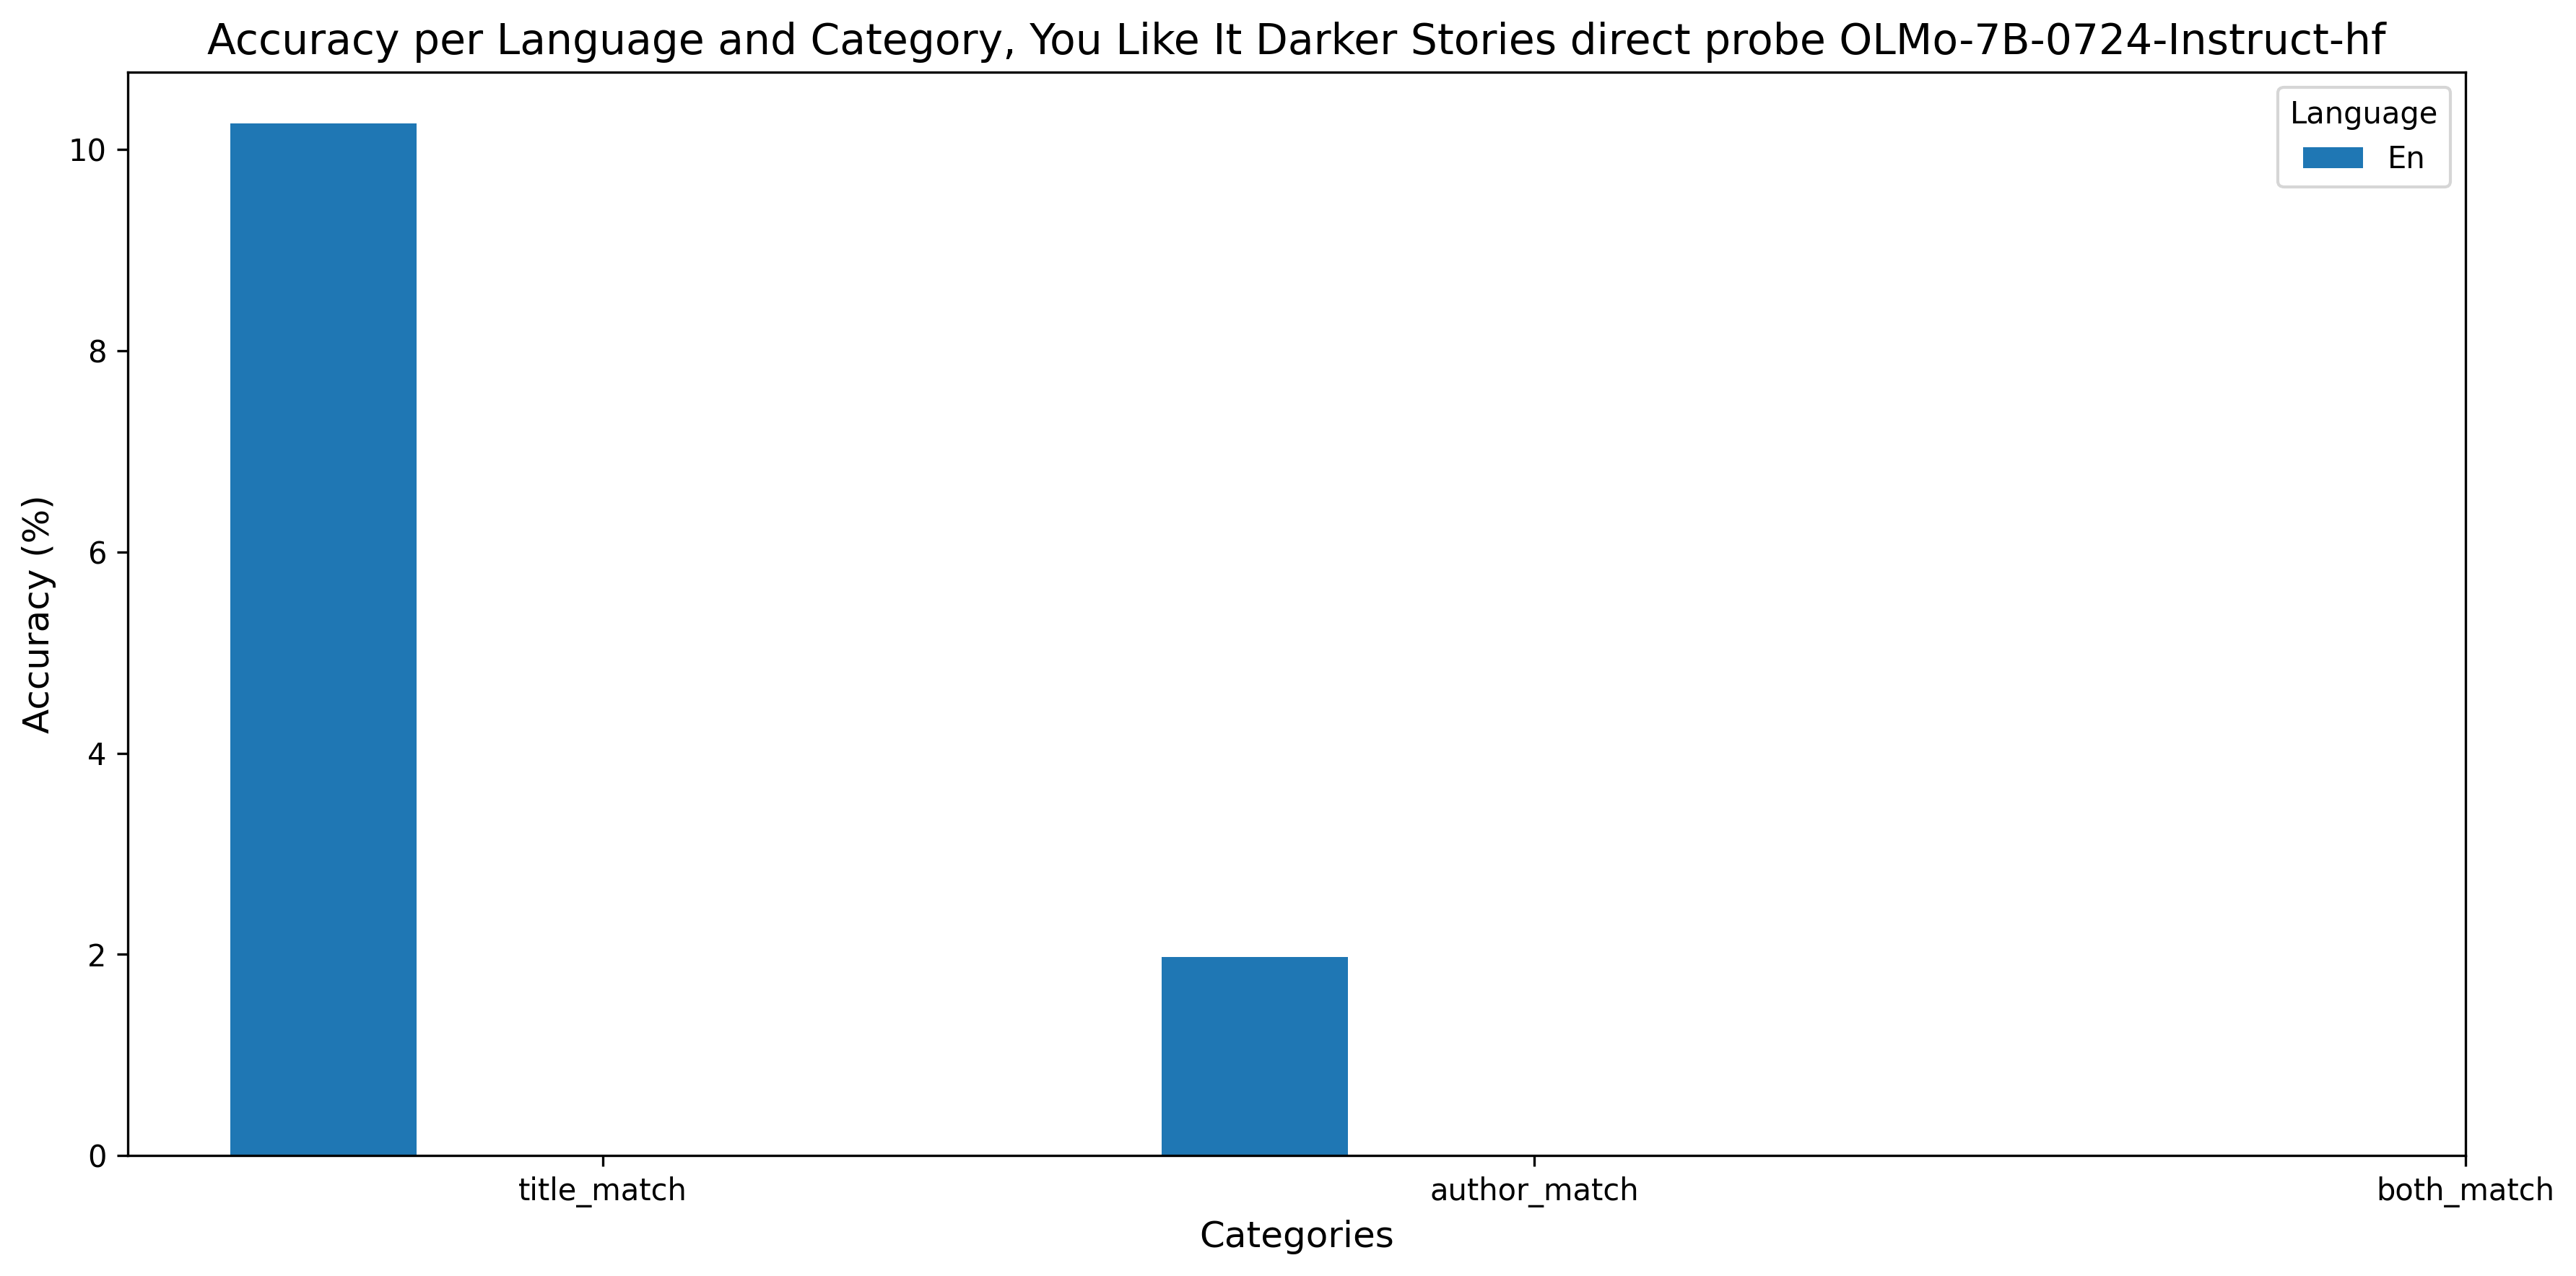 Accuracy per Language and Category, You Like It Darker Stories direct probe OLMo-7B-0724-Instruct-hf
Language
En
Accuracy (%)
10
8
6
4
2
0
title_match author_match both_match
Categories